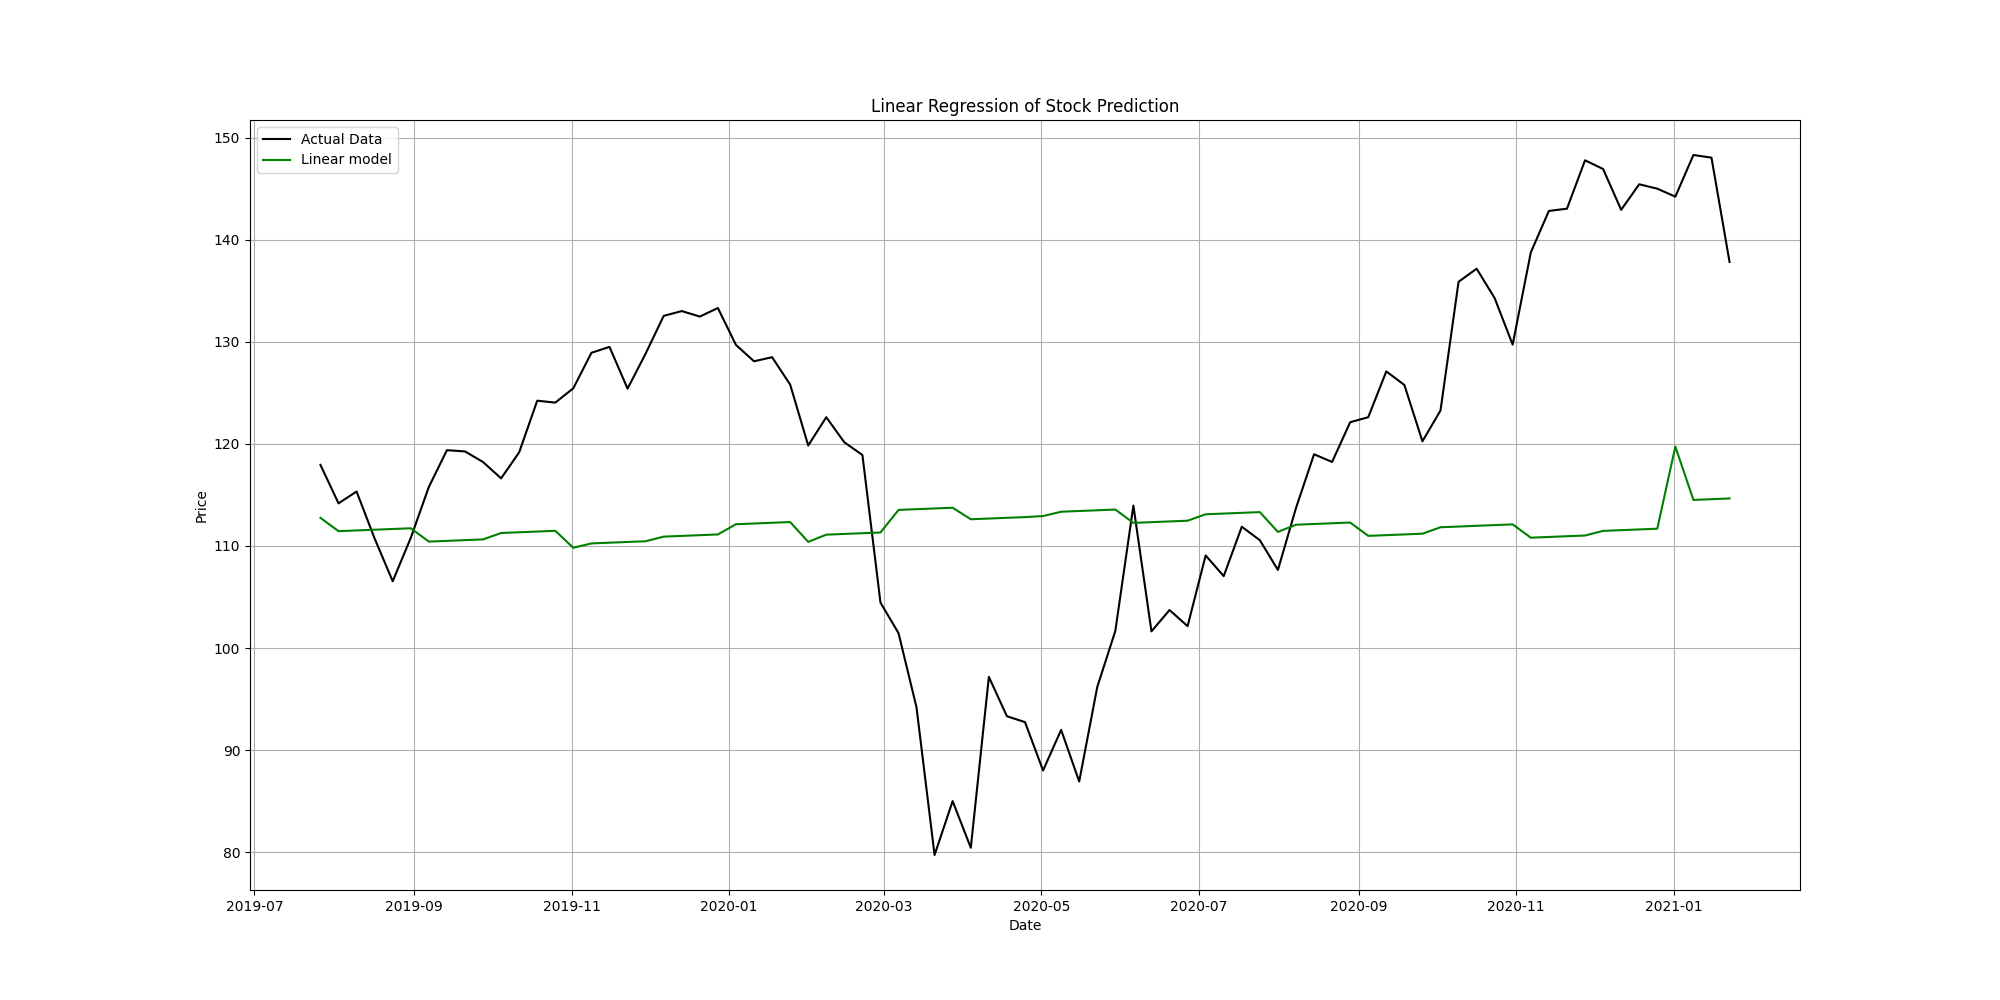 Linear Regression of Stock Prediction
Actual Data
Linear model
150
140
130
120
110
100
90
80
Price
2019-07 2019-09 2019-11 2020-01 2020-03 2020-05 2020-07 2020-09 2020-11 2021-01
Date